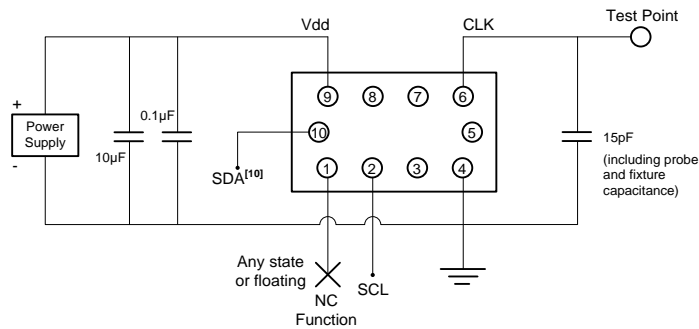 Vdd
CLK
Test Point
+
Power
Supply
-
10µF
0.1µF
9
8
7
6
10
5
1
2
3
4
SDA[10]
15pF
(including probe
and fixture
capacitance)
Any state
or floating
NC
Function
SCL